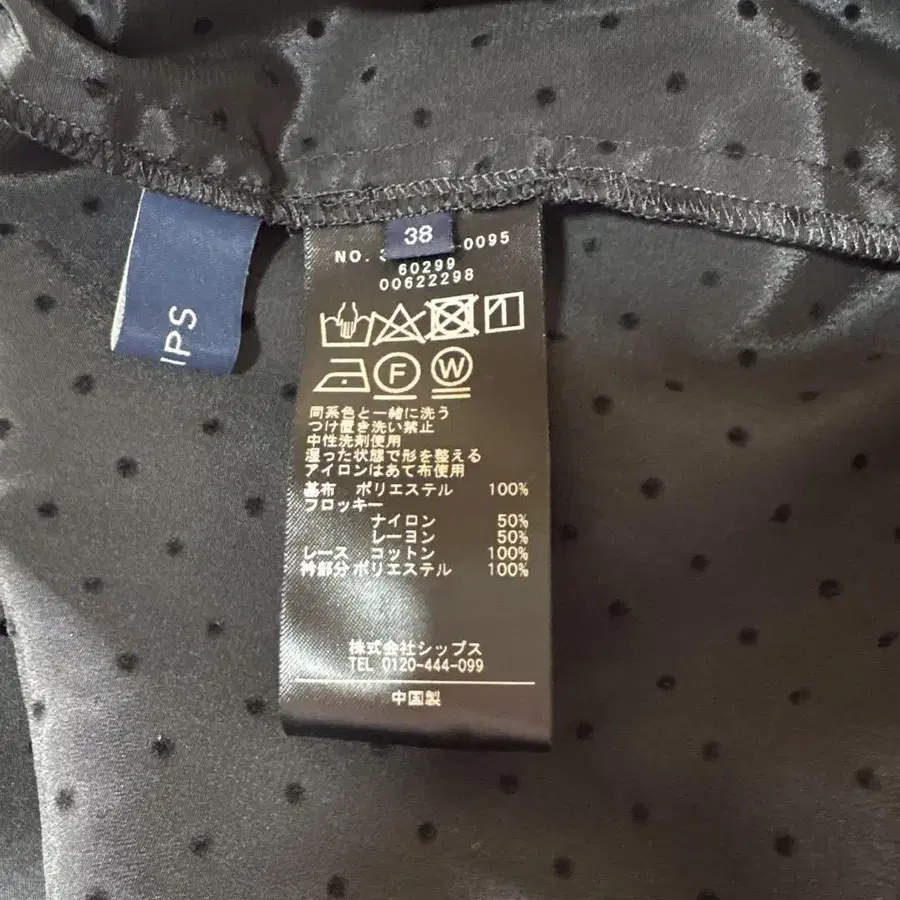 38
NO. 3 -0095
60299
00622298
F W
同系色と一緒に洗う
つけ置き洗い禁止
中性洗剤使用
湿った状態で形を整える
アイロンはあて布使用
基布 ポリエステル 100%
フロッキー
ナイロン 50%
レーヨン 50%
レース コットン 100%
衿部分ポリエステル 100%
株式会社シップス
TEL 0120-444-099
中国製
IPS